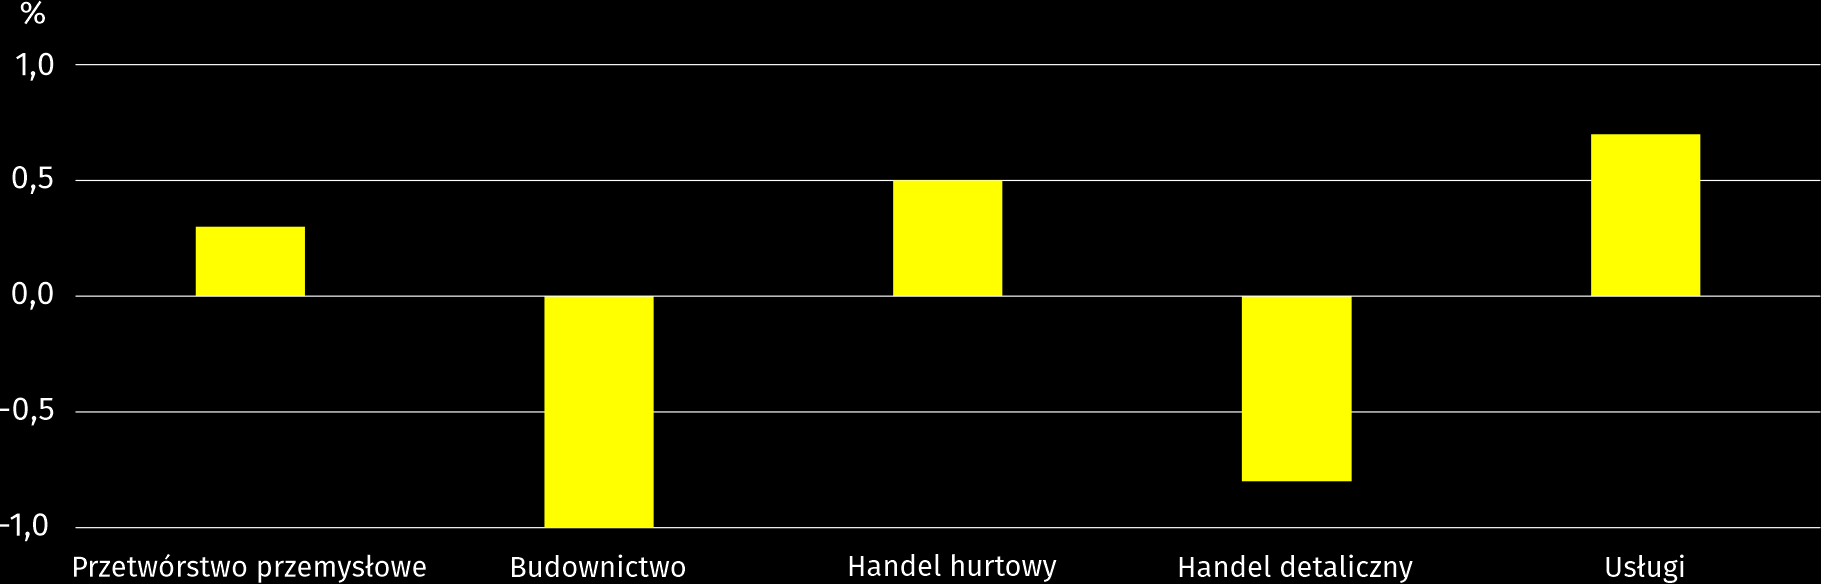 %
1,0
0,5
0,0
-0,5
-1,0
Przetwórstwo przemysłowe
Budownictwo
Handel hurtowy
Handel detaliczny
Usługi